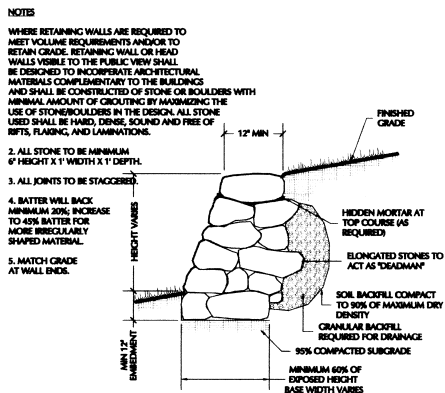 NOTES
WHERE RETAINING WALLS ARE REQUIRED TO
MEET VOLUME REQUIREMENTS AND/OR TO
RETAIN GRADE. RETAINING WALL OR HEAD
WALLS VISIBLE TO THE PUBLIC VIEW SHALL
BE DESIGNED TO INCORPERATE ARCHITECTURAL
MATERIALS COMPLEMENTARY TO THE BUILDINGS
AND SHALL BE CONSTRUCTED OF STONE OR BOULDERS WITH
MINIMAL AMOUNT OF GROUTING BY MAXIMIZING THE
USE OF STONE/BOULDERS IN THE DESIGN. ALL STONE
USED SHALL BE HARD, DENSE, SOUND AND FREE OF
RIFTS, FLAKING, AND LAMINATIONS.
2. ALL STONE TO BE MINIMUM
6" HEIGHT X 1' WIDTH X 1' DEPTH.
3. ALL JOINTS TO BE STAGGERED.
4. BATTER WILL BACK
MINIMUM 20%; INCREASE
TO 45% BATTER FOR
MORE IRREGULARLY
SHAPED MATERIAL.
5. MATCH GRADE
AT WALL ENDS.
12" MIN
FINISHED
GRADE
HEIGHT VARIES
HIDDEN MORTAR AT
TOP COURSE (AS
REQUIRED)
ELONGATED STONES TO
ACT AS "DEADMAN"
SOIL BACKFILL COMPACT
TO 90% OF MAXIMUM DRY
DENSITY
GRANULAR BACKFILL
REQUIRED FOR DRAINAGE
95% COMPACTED SUBGRADE
MIN 12"
EMBEDMENT
MINIMUM 60% OF
EXPOSED HEIGHT
BASE WIDTH VARIES